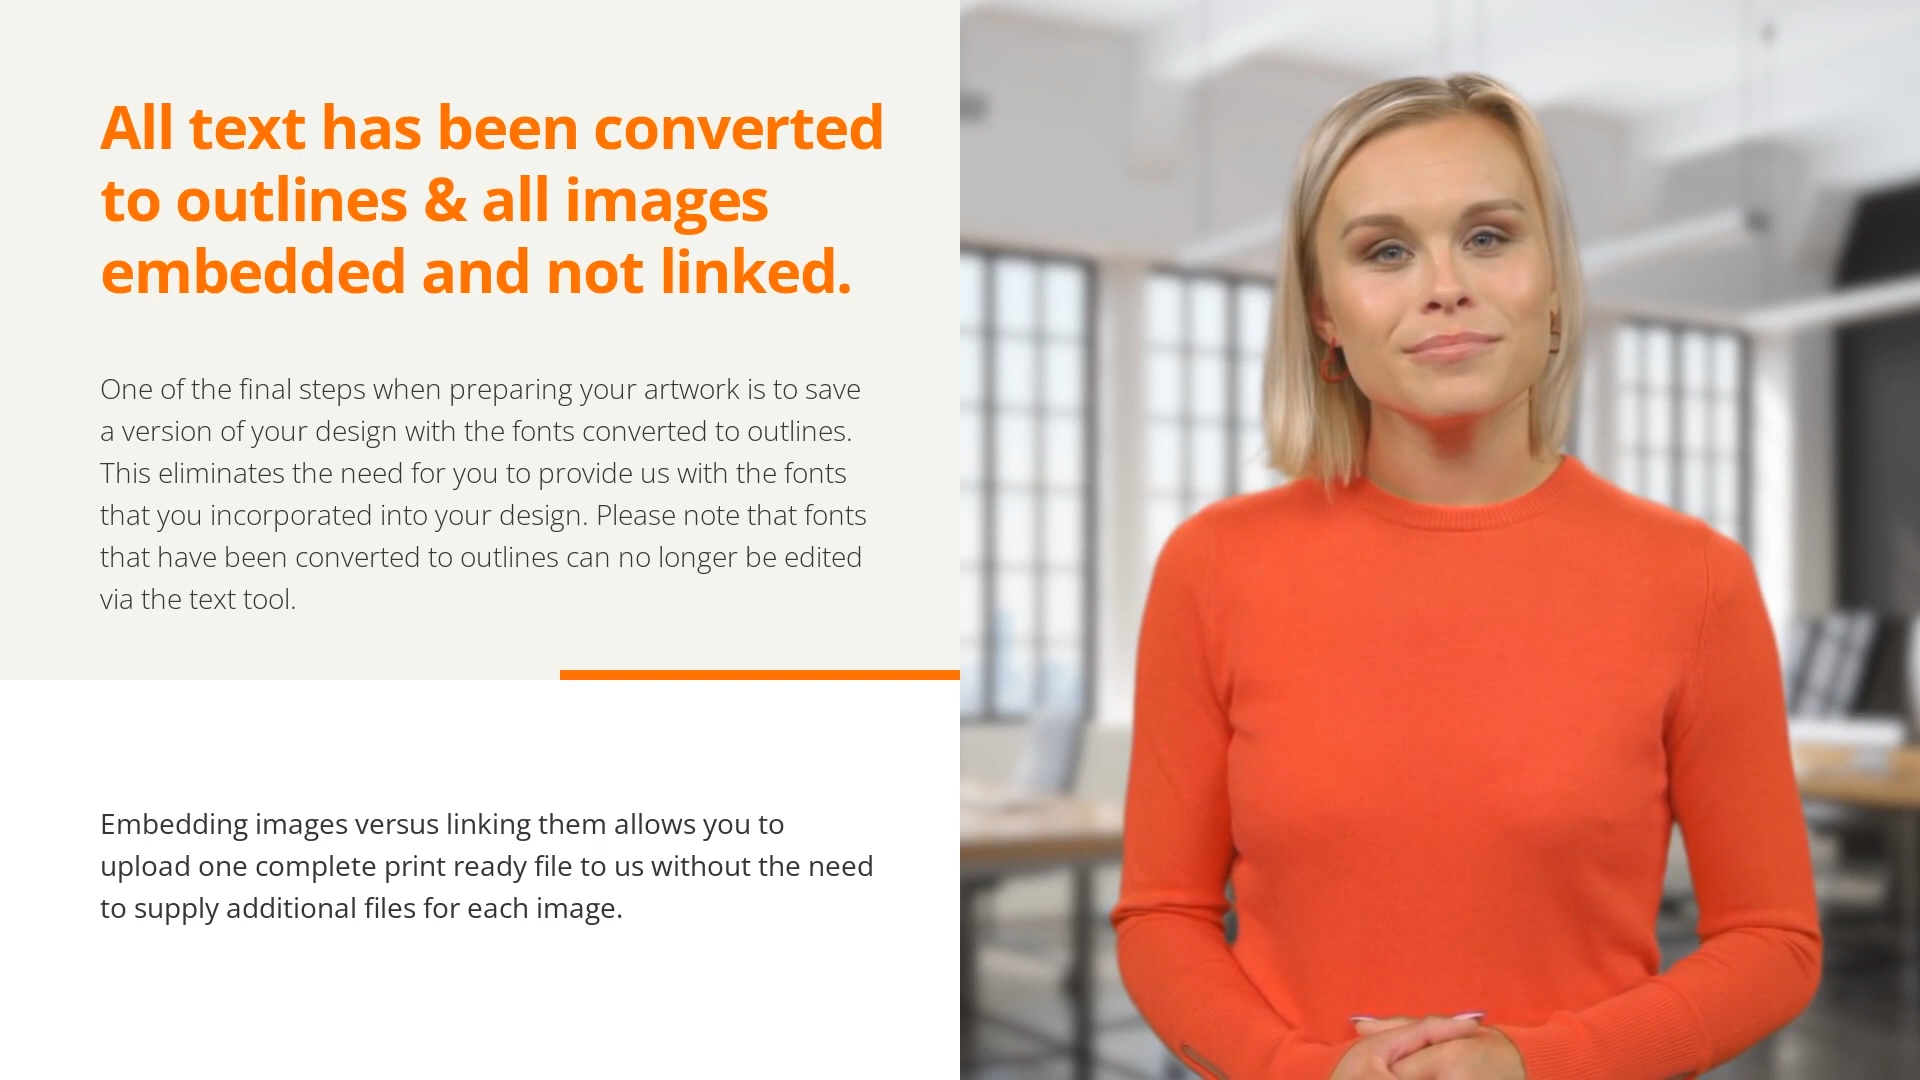 All text has been converted
to outlines & all images
embedded and not linked.
One of the final steps when preparing your artwork is to save
a version of your design with the fonts converted to outlines.
This eliminates the need for you to provide us with the fonts
that you incorporated into your design. Please note that fonts
that have been converted to outlines can no longer be edited
via the text tool.
Embedding images versus linking them allows you to
upload one complete print ready file to us without the need
to supply additional files for each image.